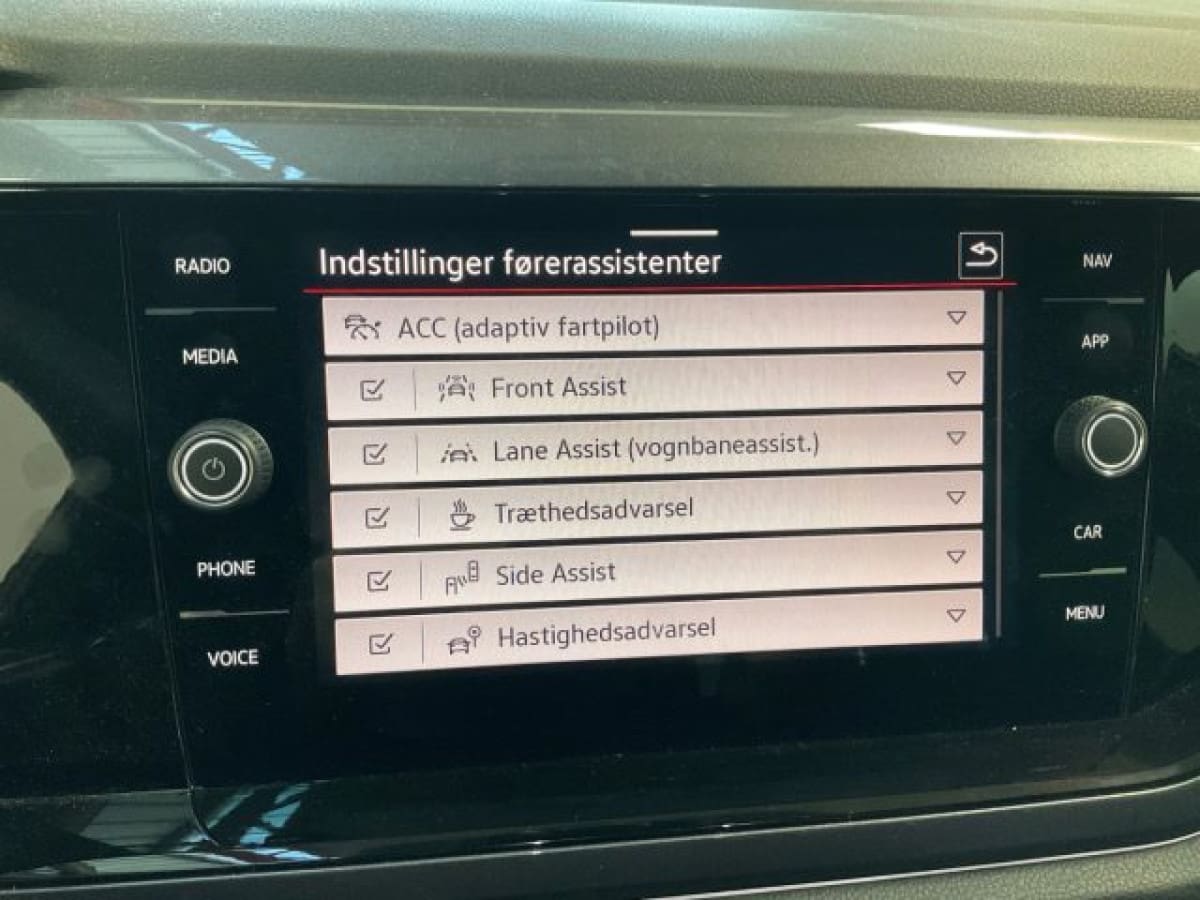 Indstillinger førerassistenter
ACC (adaptiv fartpilot)
Front Assist
Lane Assist (vognbaneassist.)
Træthedsadvarsel
Side Assist
Hastighedsadvarsel
RADIO
MEDIA
PHONE
VOICE
NAV
APP
CAR
MENU